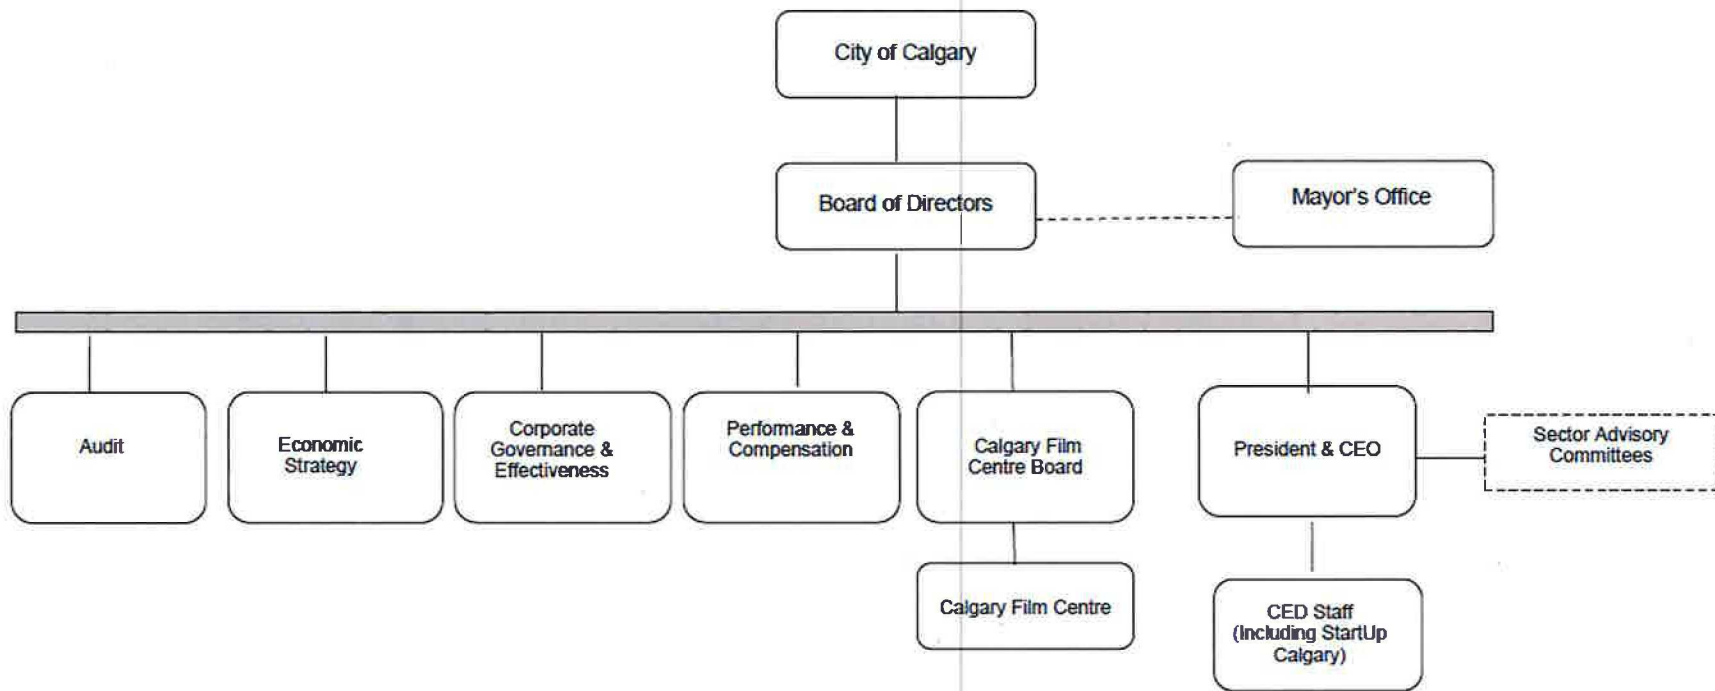 City of Calgary
Board of Directors
Mayor's Office
Audit
Economic
Strategy
Corporate
Governance &
Effectiveness
Performance &
Compensation
Calgary Film
Centre Board
President & CEO
Sector Advisory
Committees
Calgary Film Centre
CED Staff
(Including StartUp
Calgary)